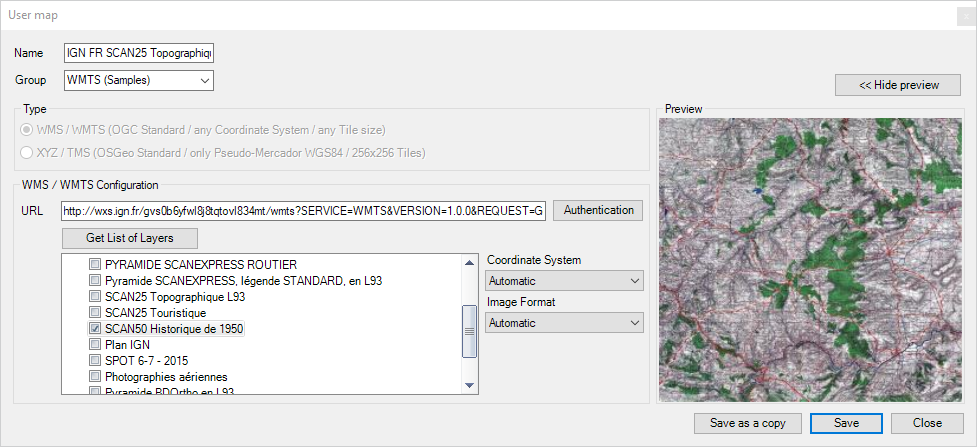 User map
Name
IGN FR SCAN25 Topographiqu
Group
WMTS (Samples)
<< Hide preview
Type
WMS / WMTS (OGC Standard / any Coordinate System / any Tile size)
XYZ / TMS (OSGeo Standard / only Pseudo-Mercador WGS84 / 256x256 Tiles)
Preview
WMS / WMTS Configuration
URL
http://wxs.ign.fr/gvs0b6yfwl8j8tqtovl834mt/wmts?SERVICE=WMTS&VERSION=1.0.0&REQUEST=G
Authentication
Get List of Layers
PYRAMIDE SCANEXPRESS ROUTIER
Pyramide SCANEXPRESS, légende STANDARD, en L93
SCAN25 Topographique L93
SCAN25 Touristique
SCAN50 Historique de 1950
Plan IGN
SPOT 6-7 - 2015
Photographies aériennes
Pyramide BDOrtho en L93
Coordinate System
Automatic
Image Format
Automatic
Save as a copy
Save
Close